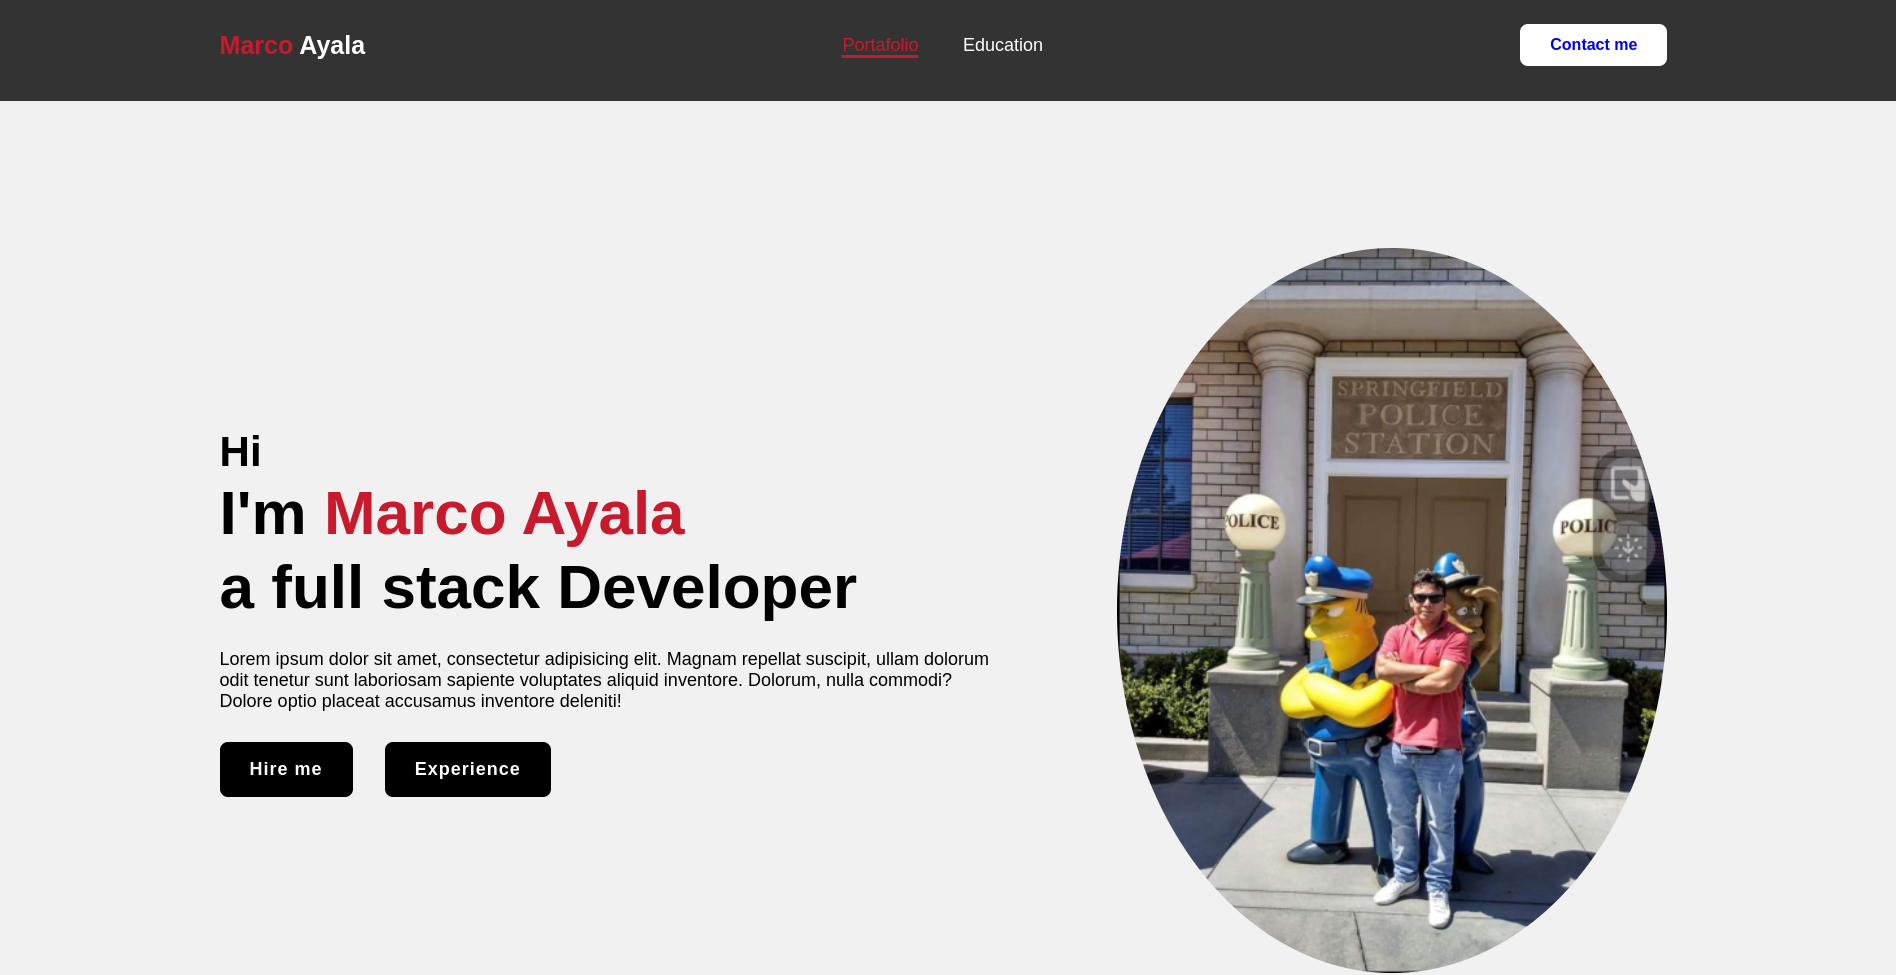 Marco Ayala
Portafolio
Education
Contact me
Hi
I'm Marco Ayala
a full stack Developer
Lorem ipsum dolor sit amet, consectetur adipisicing elit. Magnam repellat suscipit, ullam dolorum
odit tenetur sunt laboriosam sapiente voluptates aliquid inventore. Dolorum, nulla commodi?
Dolore optio placeat accusamus inventore deleniti!
Hire me
Experience
SPRINGFIELD
POLICE
STATION
POLICE
POLIC